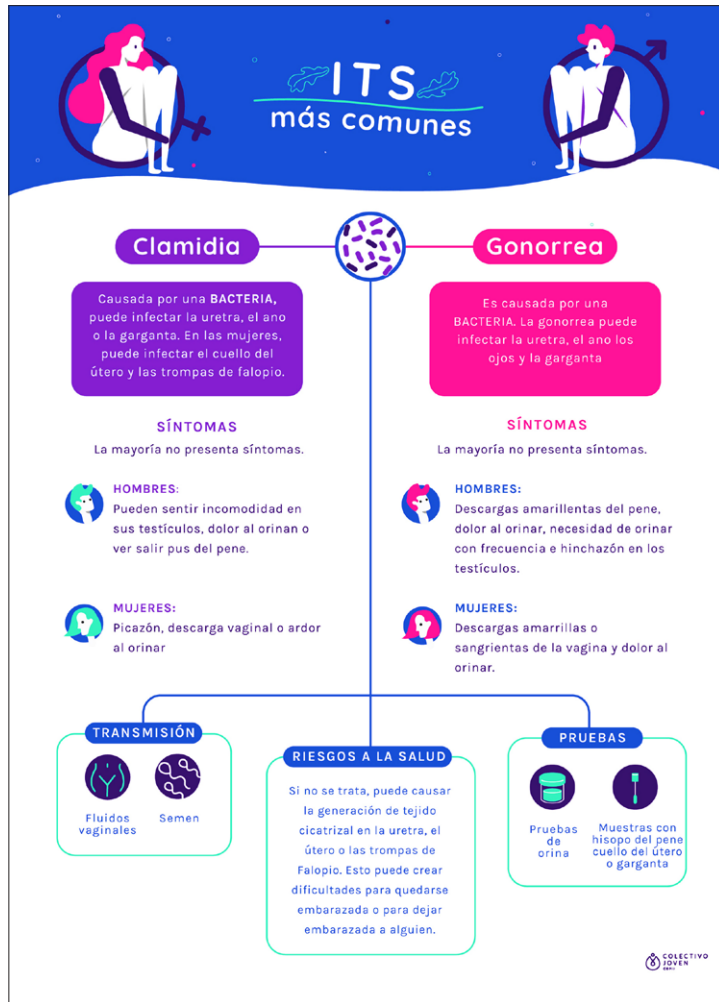 ITS
más comunes
Clamidia
Causada por una BACTERIA,
puede infectar la uretra, el ano
o la garganta. En las mujeres,
puede infectar el cuello del
útero y las trompas de falopio.
SÍNTOMAS
La mayoría no presenta síntomas.
HOMBRES:
Pueden sentir incomodidad en
sus testículos, dolor al orinan o
ver salir pus del pene.
MUJERES:
Picazón, descarga vaginal o ardor
al orinar
Gonorrea
Es causada por una
BACTERIA. La gonorrea puede
infectar la uretra, el ano los
ojos y la garganta
SÍNTOMAS
La mayoría no presenta síntomas.
HOMBRES:
Descargas amarillentas del pene,
dolor al orinar, necesidad de orinar
con frecuencia e hinchazón en los
testículos.
MUJERES:
Descargas amarrillas o
sangrientas de la vagina y dolor al
orinar.
TRANSMISIÓN
Fluidos
vaginales
Semen
RIESGOS A LA SALUD
Si no se trata, puede causar
la generación de tejido
cicatrizal en la uretra, el
útero o las trompas de
Falopio. Esto puede crear
dificultades para quedarse
embarazada o para dejar
embarazada a alguien.
PRUEBAS
Pruebas
de
orina
Muestras con
hisopo del pene
cuello del útero
o garganta
COLECTIVO
JOVEN